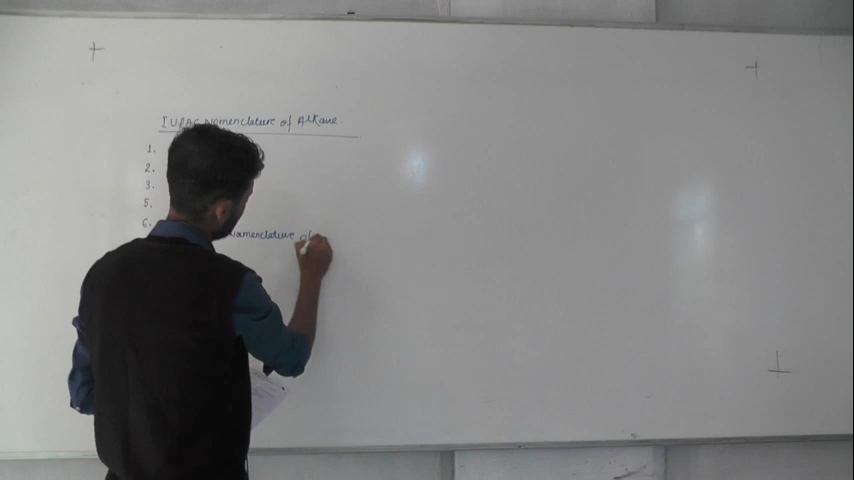 IUPAC Nomenclature of Alkane
1.
2.
3.
5.
6.
Nomenclature of